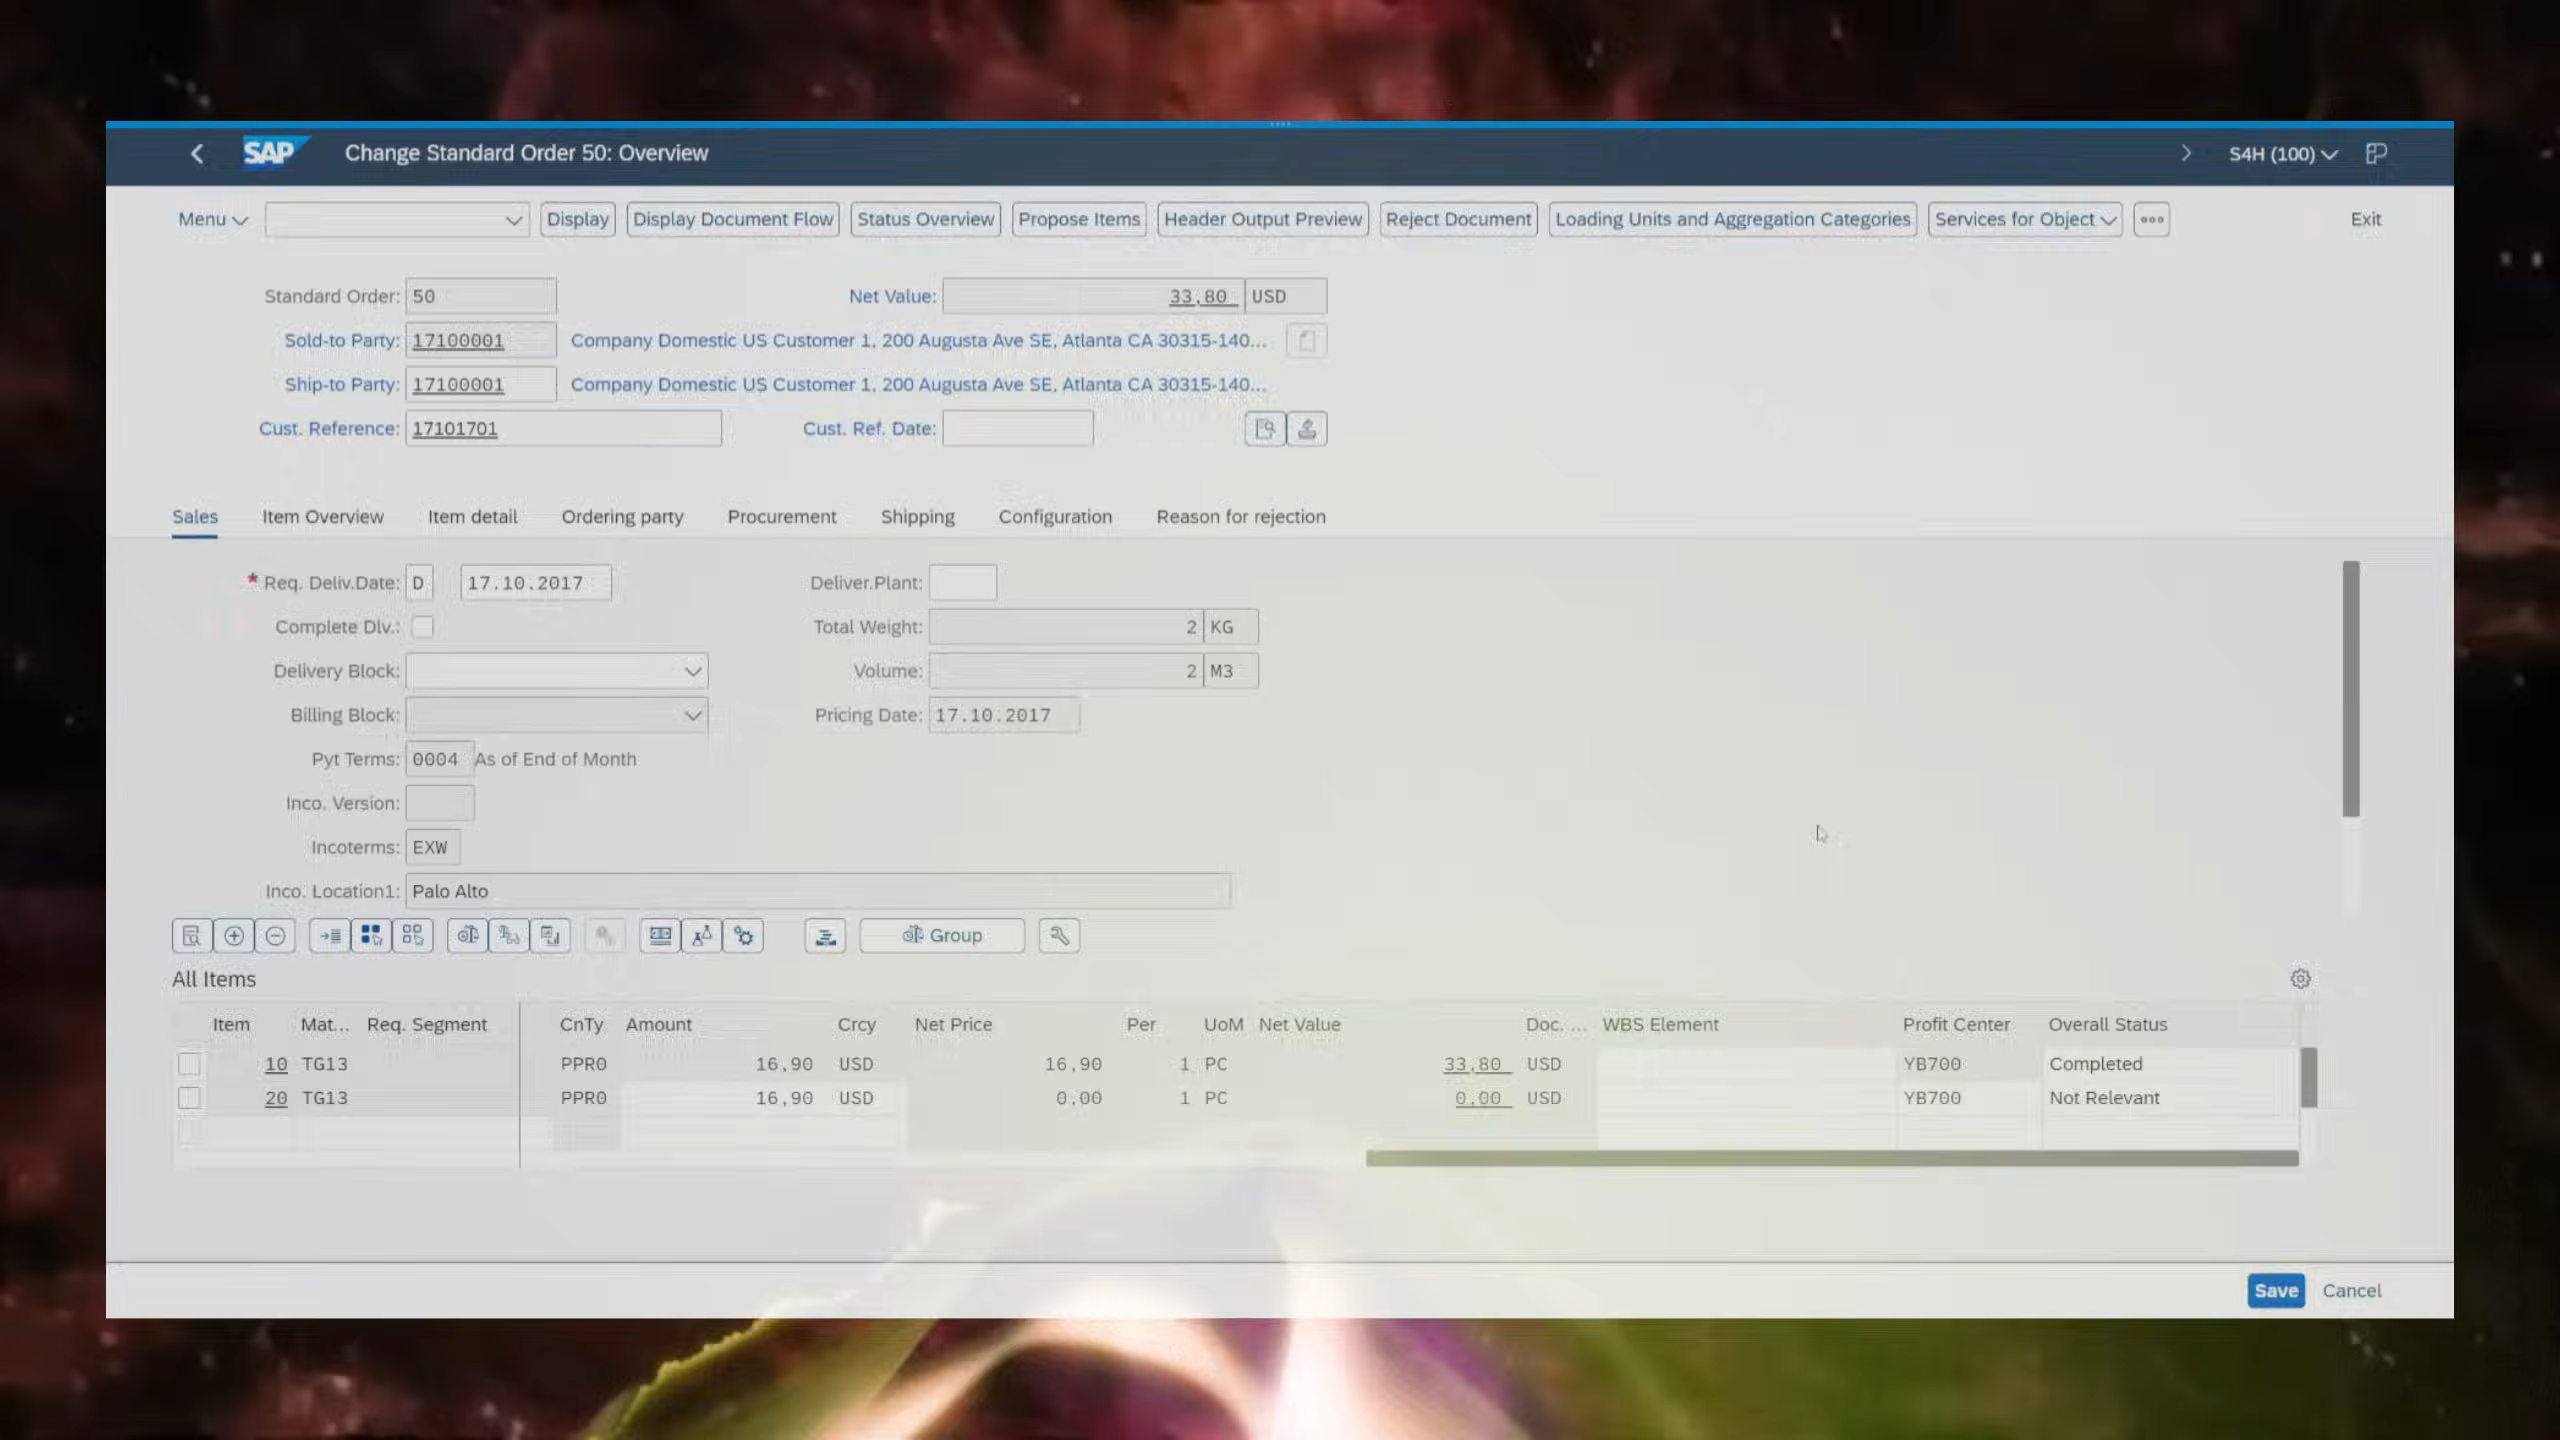 SAP Change Standard Order 50: Overview S4H (100)
Menu Display Display Document Flow Status Overview Propose Items Header Output Preview Reject Document Loading Units and Aggregation Categories Services for Object Exit
Standard Order: 50 Net Value: 33,80 USD
Sold-to Party: 17100001 Company Domestic US Customer 1, 200 Augusta Ave SE, Atlanta CA 30315-140...
Ship-to Party: 17100001 Company Domestic US Customer 1, 200 Augusta Ave SE, Atlanta CA 30315-140...
Cust. Reference: 17101701 Cust. Ref. Date:
Sales Item Overview Item detail Ordering party Procurement Shipping Configuration Reason for rejection
* Req. Deliv.Date: D 17.10.2017 Deliver.Plant:
Complete Dlv.: Total Weight: 2 KG
Delivery Block: Volume: 2 M3
Billing Block: Pricing Date: 17.10.2017
Pyt Terms: 0004 As of End of Month
Inco. Version:
Incoterms: EXW
Inco. Location1: Palo Alto
Group
All Items
Item Mat... Req. Segment CnTy Amount Crcy Net Price Per UoM Net Value Doc. ... WBS Element Profit Center Overall Status
10 TG13 PPR0 16,90 USD 16,90 1 PC 33,80 USD YB700 Completed
20 TG13 PPR0 16,90 USD 0,00 1 PC 0,00 USD YB700 Not Relevant
Save Cancel